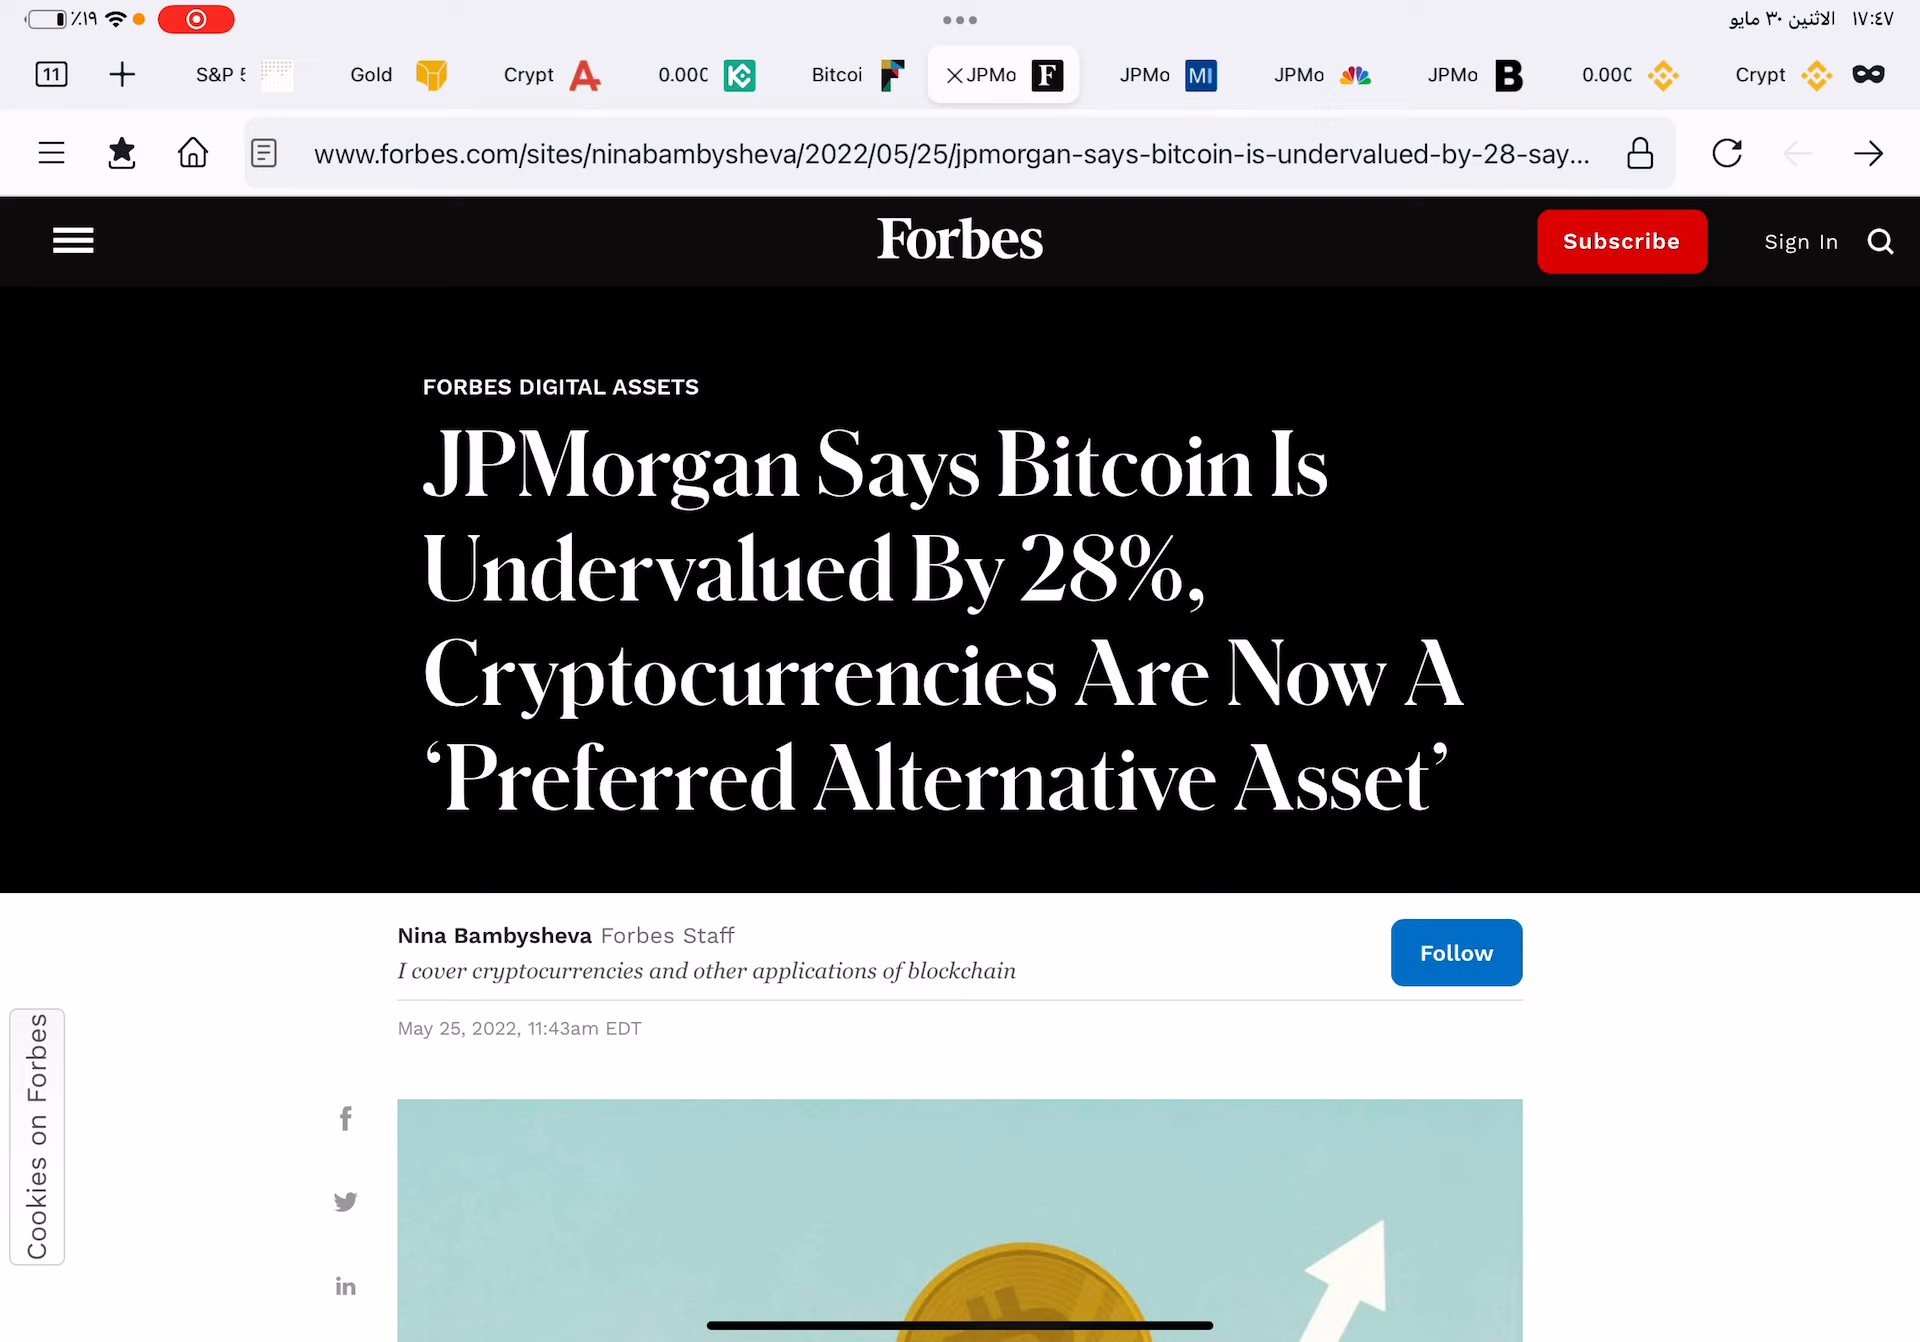 ٪١٩
الاثنين ٣٠ مايو ١٧:٤٧
11
S&P 5
Gold
Crypt
0.000
Bitcoi
JPMo
F
JPMo
MI
JPMo
JPMo
B
0.000
Crypt
www.forbes.com/sites/ninabambysheva/2022/05/25/jpmorgan-says-bitcoin-is-undervalued-by-28-say...
Forbes
Subscribe
Sign In
FORBES DIGITAL ASSETS
JPMorgan Says Bitcoin Is
Undervalued By 28%,
Cryptocurrencies Are Now A
‘Preferred Alternative Asset’
Nina Bambysheva Forbes Staff
I cover cryptocurrencies and other applications of blockchain
Follow
May 25, 2022, 11:43am EDT
Cookies on Forbes